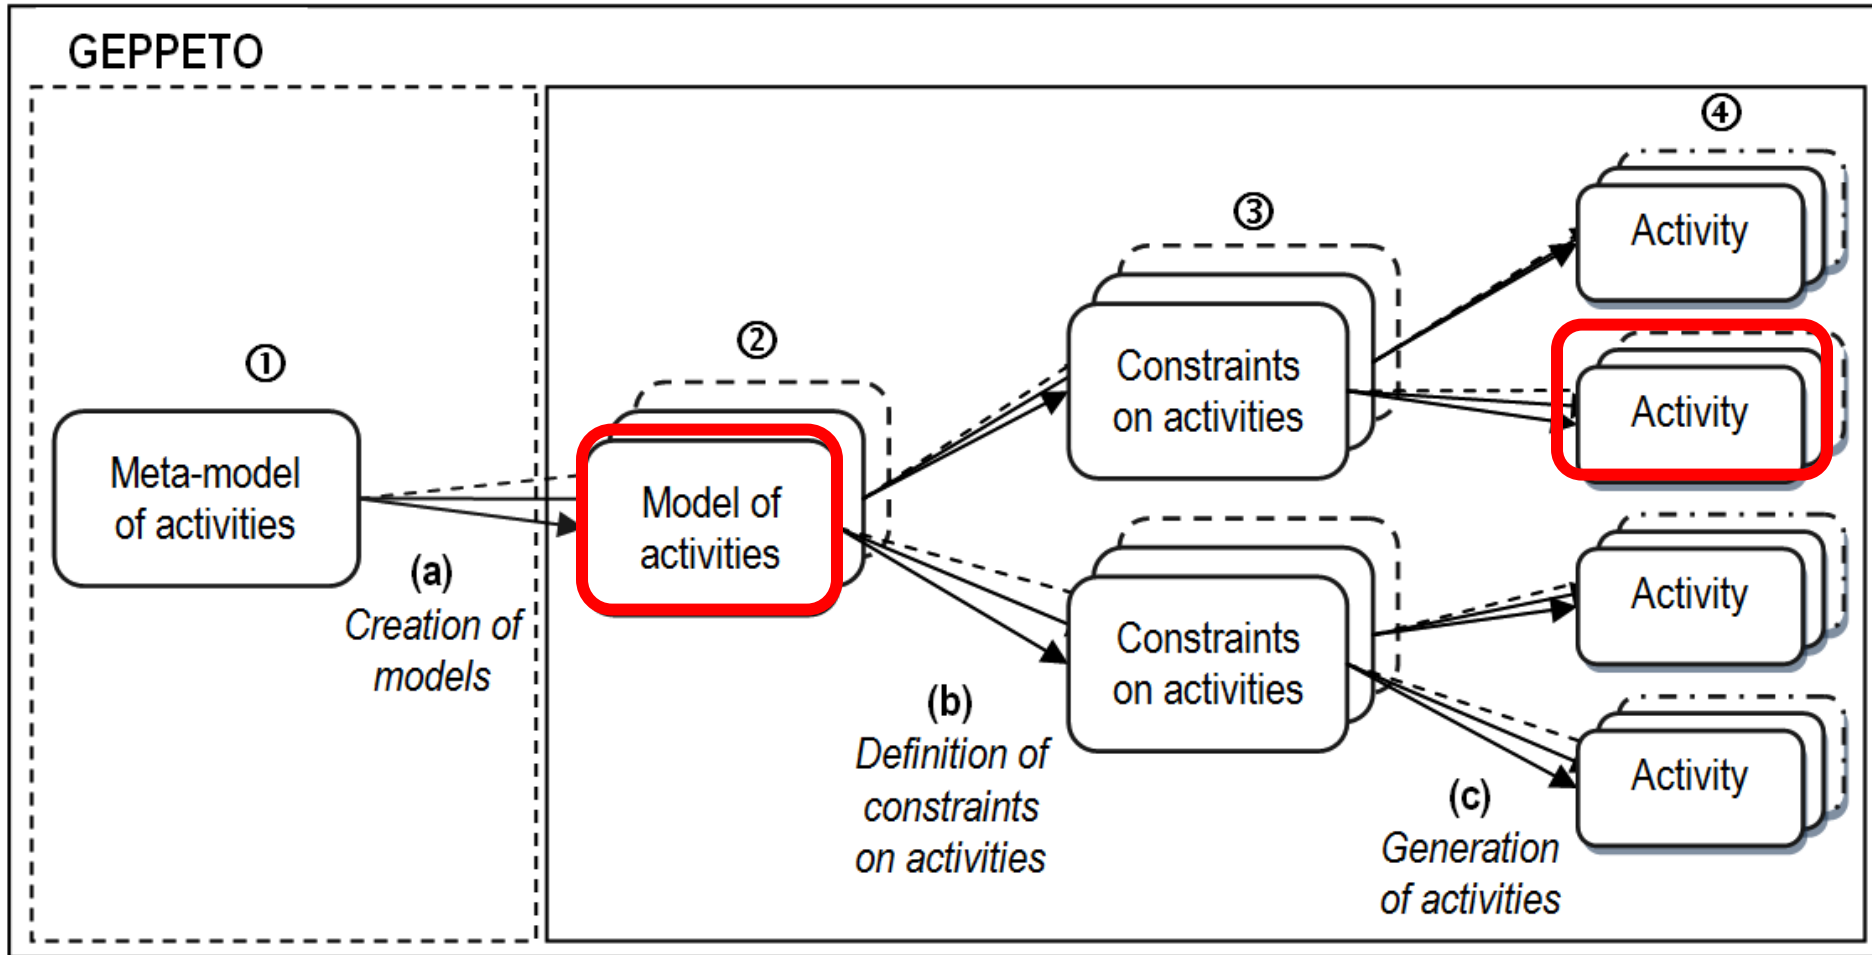 GEPPETO
①
Meta-model
of activities
(a)
Creation of
models
②
Model of
activities
(b)
Definition of
constraints
on activities
③
Constraints
on activities
Constraints
on activities
(c)
Generation
of activities
④
Activity
Activity
Activity
Activity